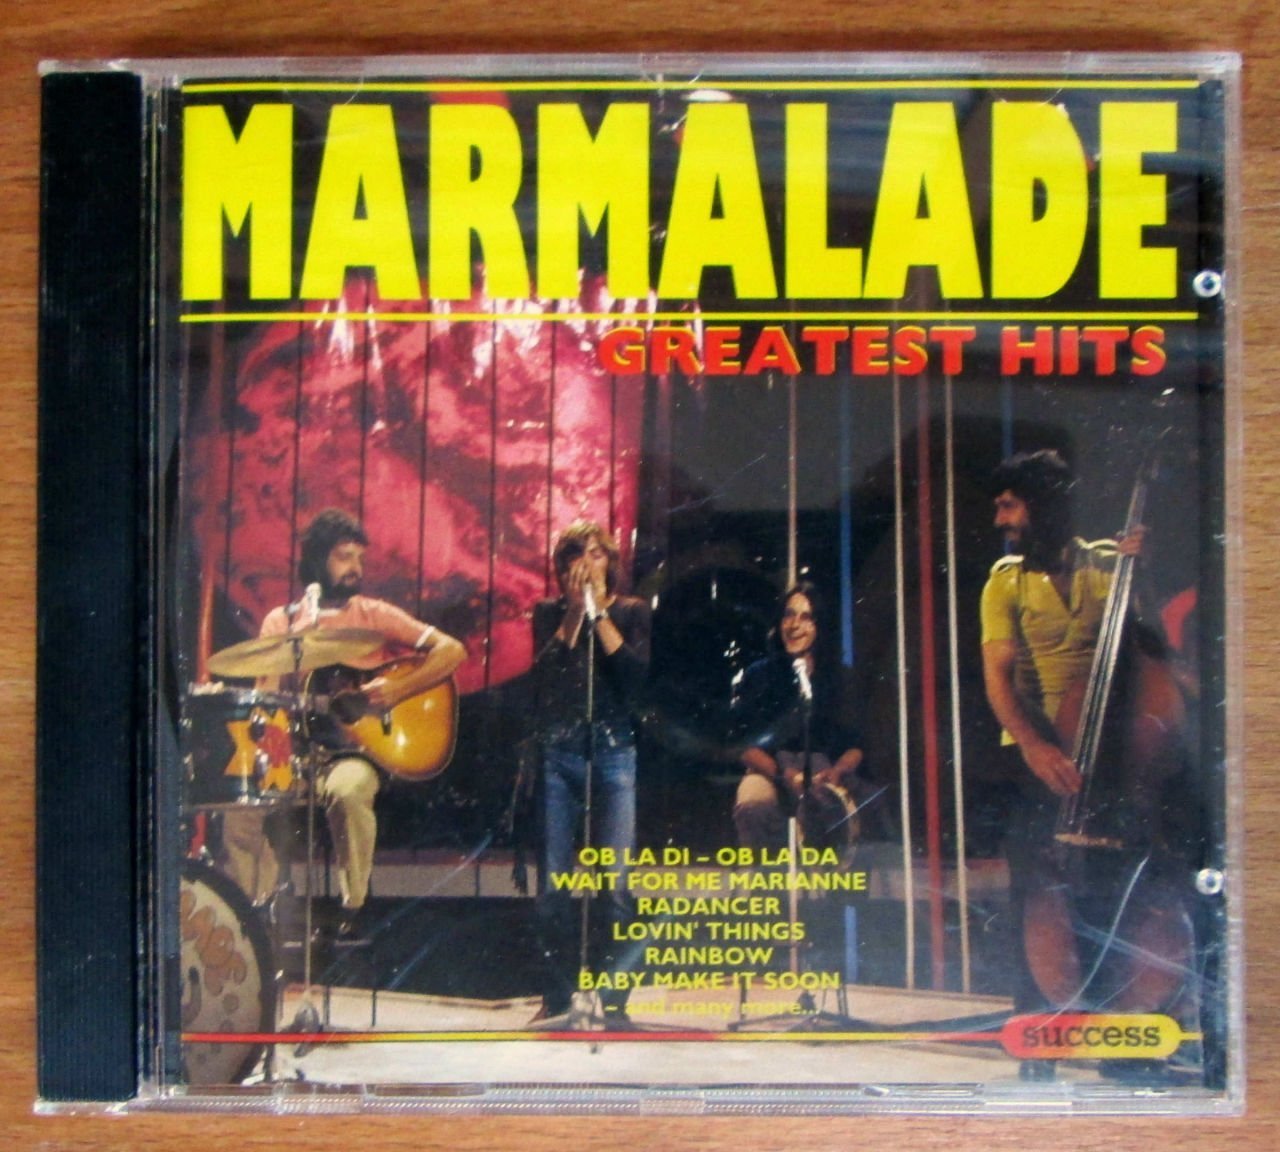 MARMALADE
GREATEST HITS
OB LA DI – OB LA DA
WAIT FOR ME MARIANNE
RADANCER
LOVIN' THINGS
RAINBOW
BABY MAKE IT SOON
– and many more...
success